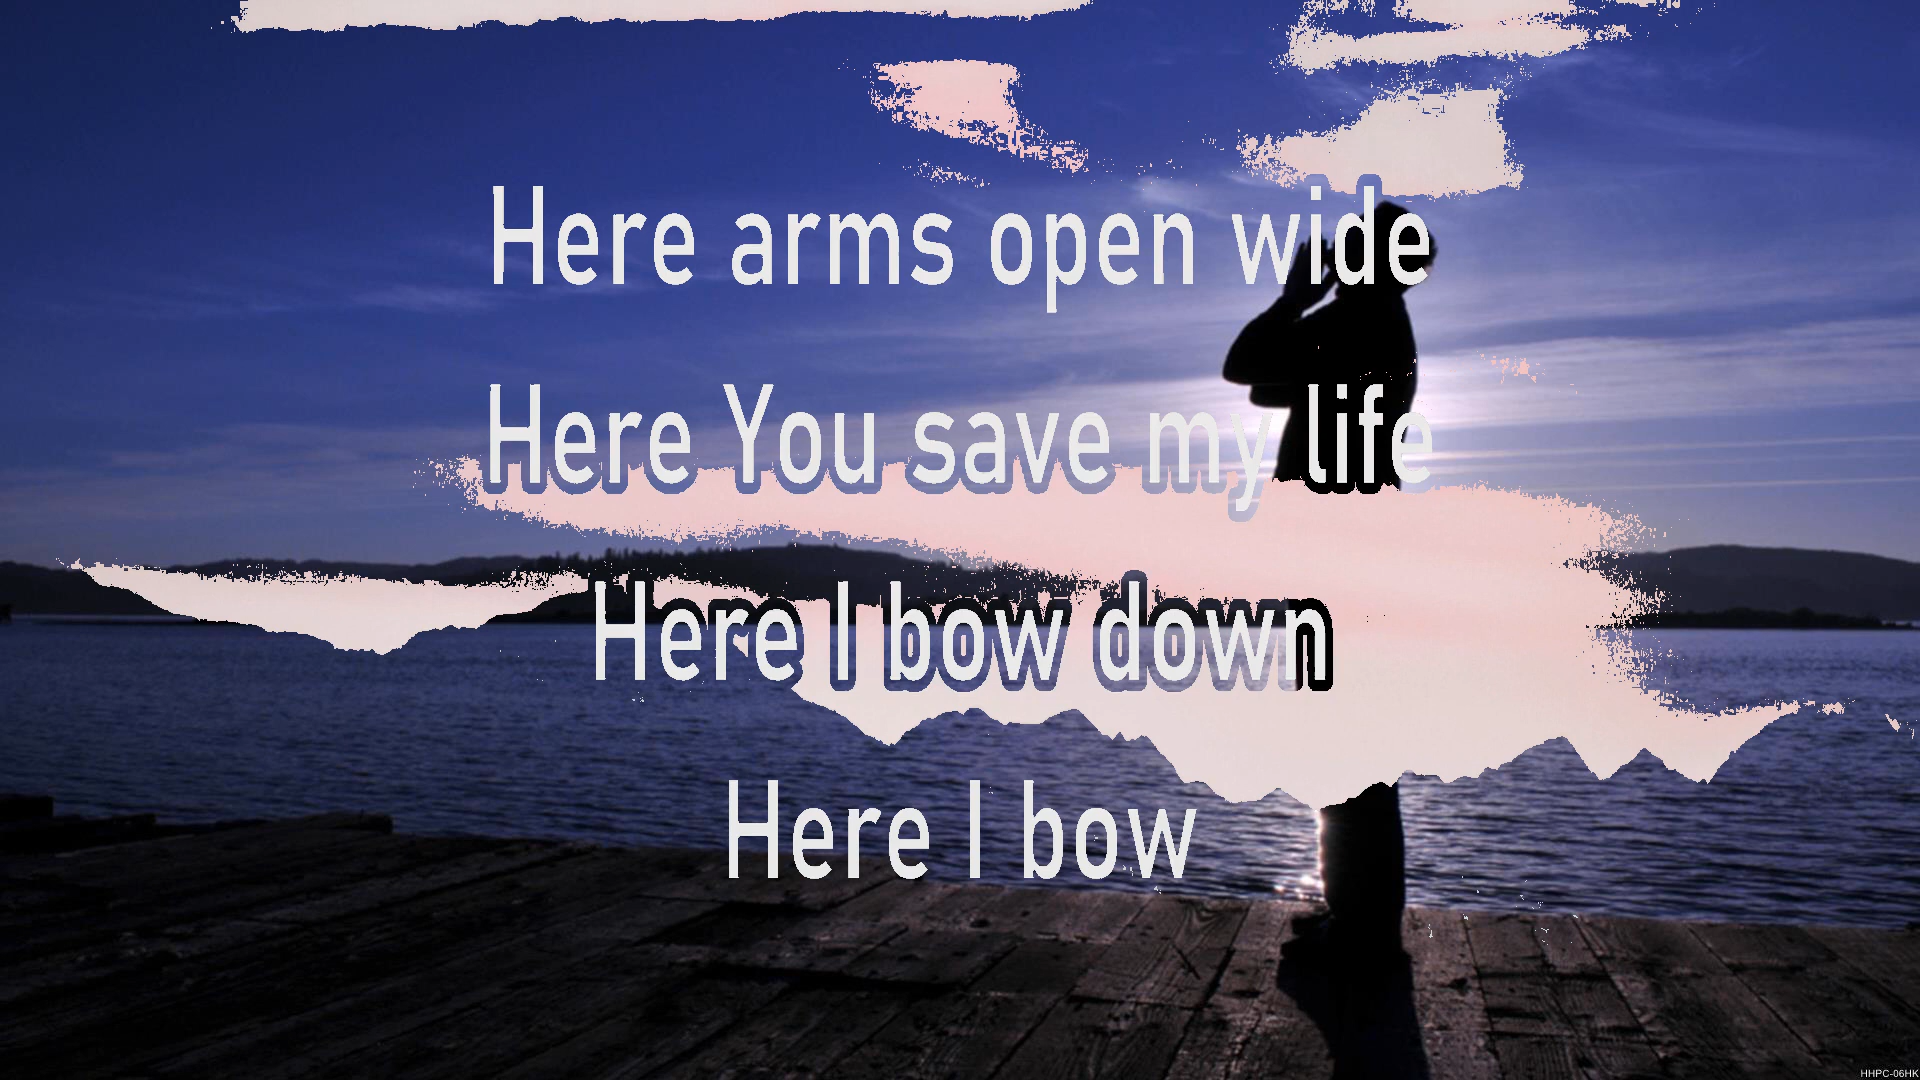 Here arms open wide
Here You save my life
Here I bow down
Here I bow
HHPC-06HK